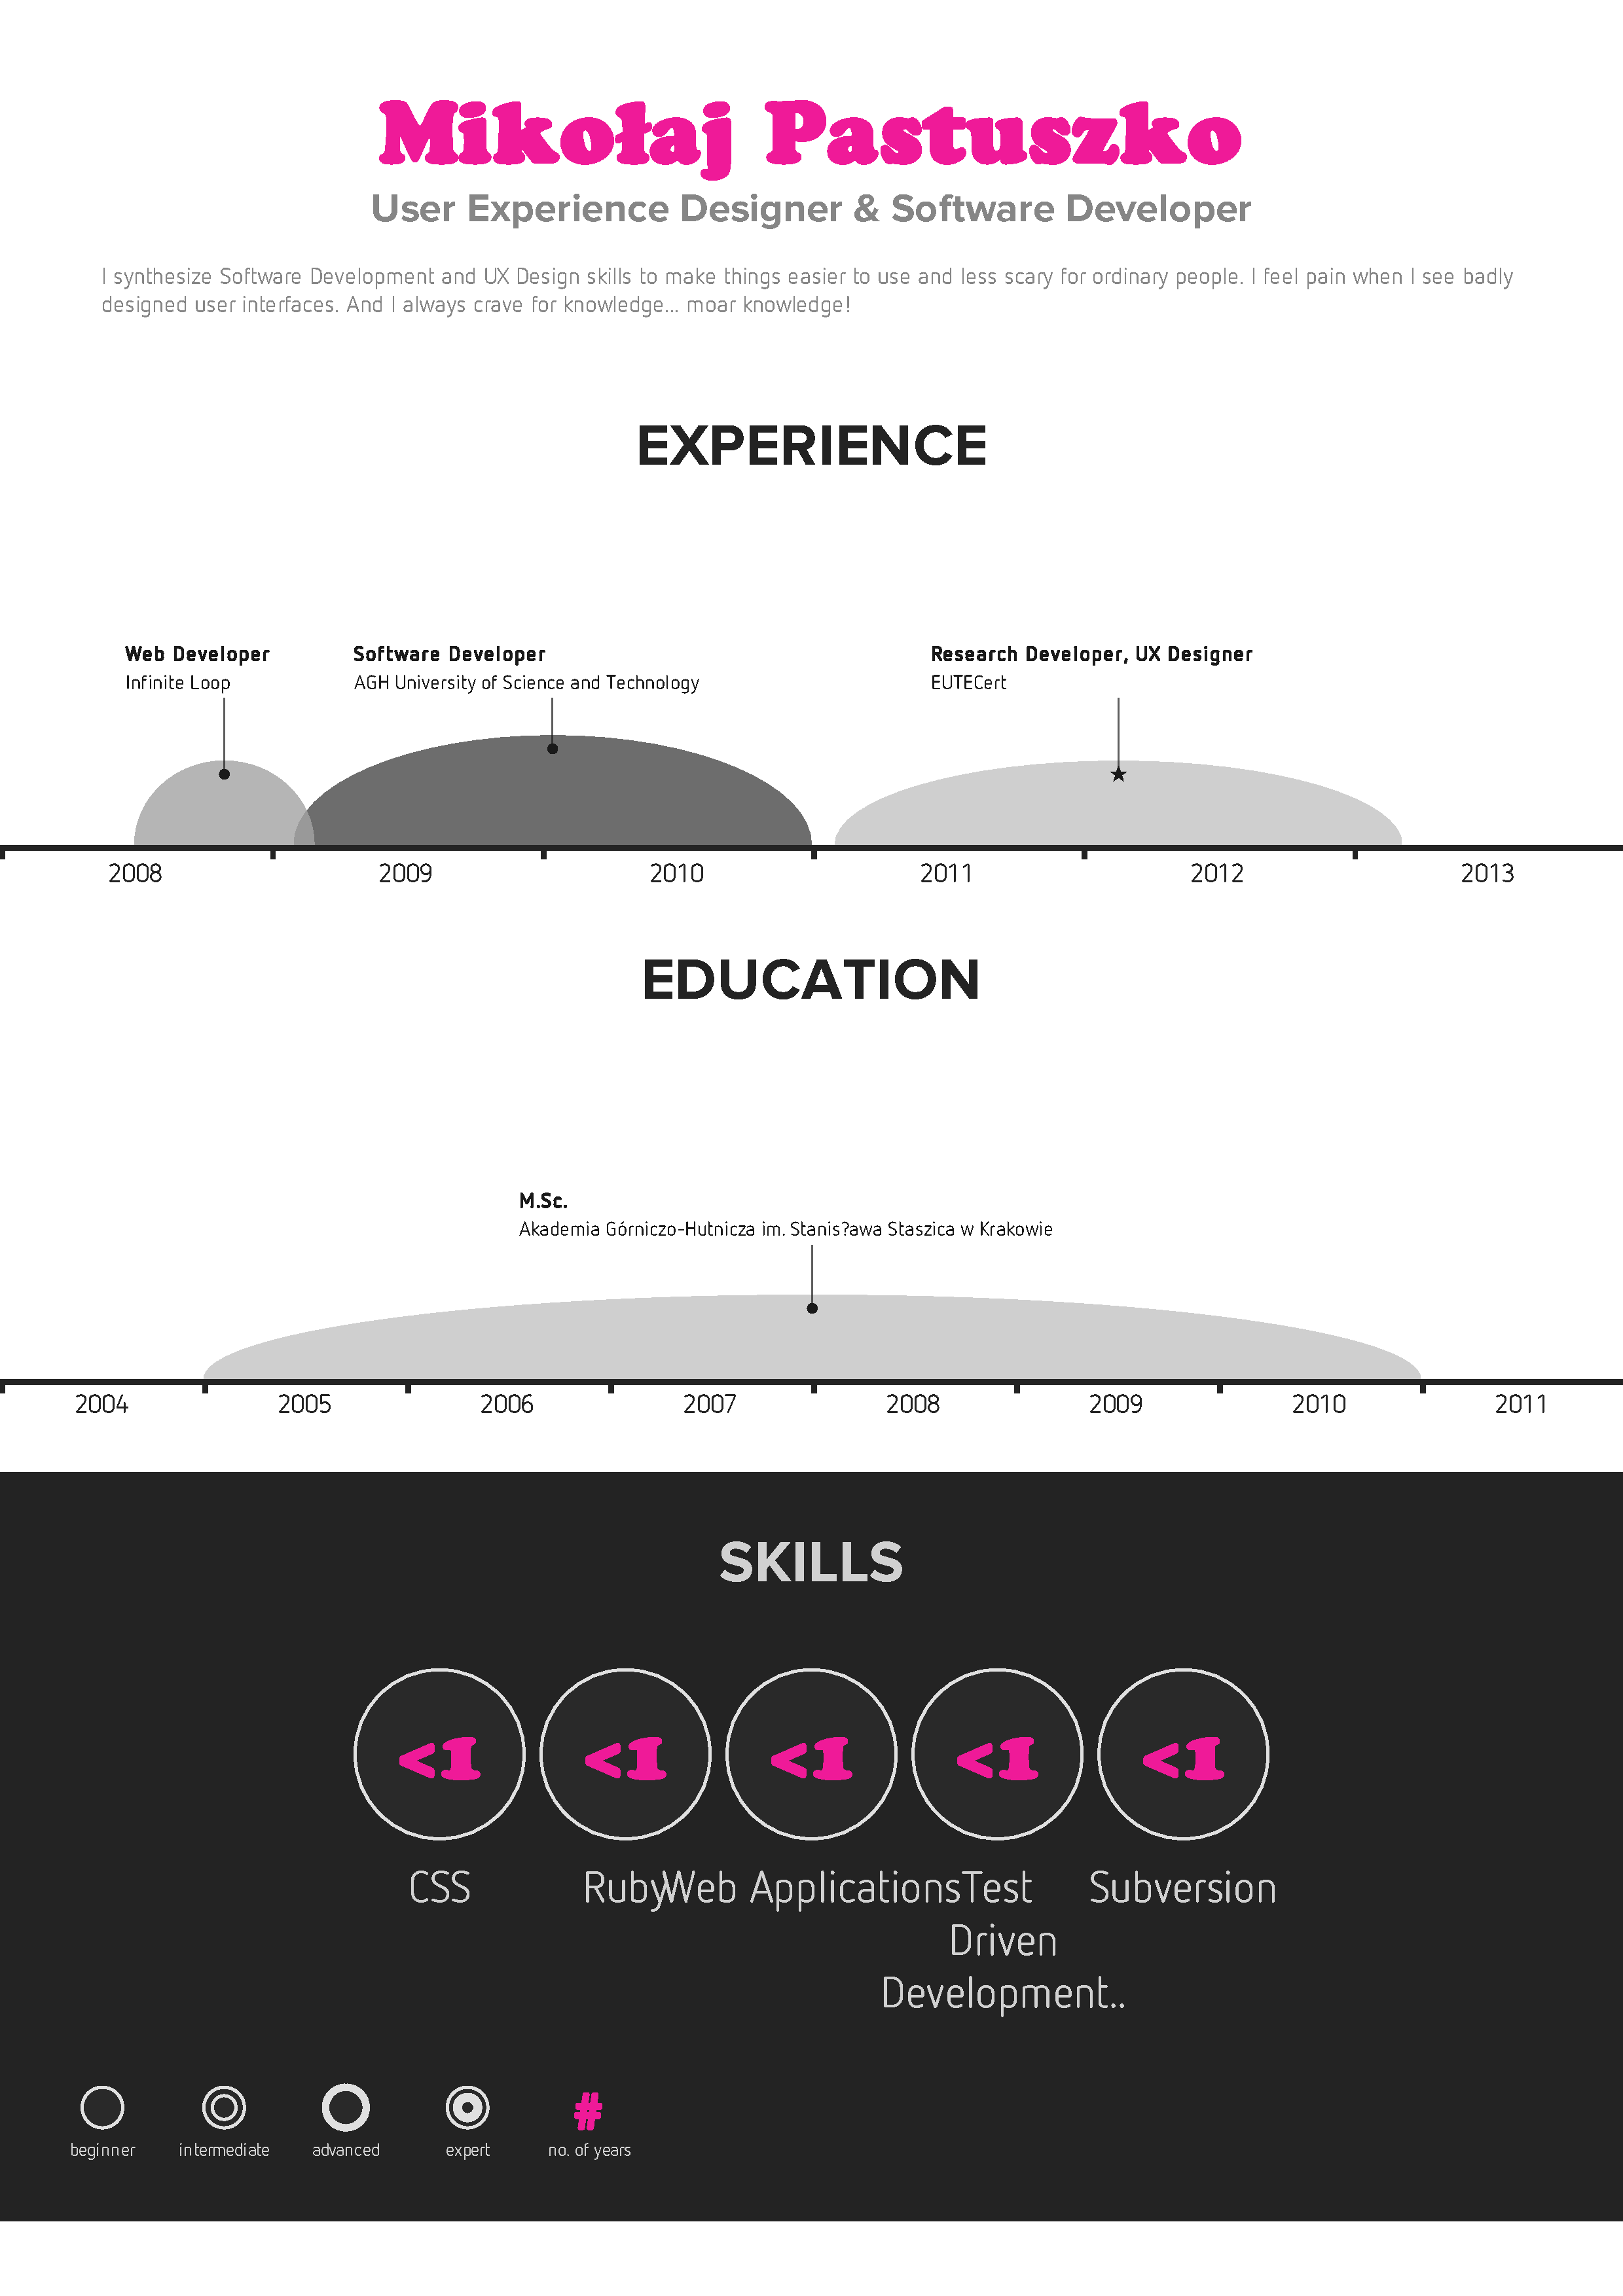 Mikołaj Pastuszko
User Experience Designer & Software Developer
I synthesize Software Development and UX Design skills to make things easier to use and less scary for ordinary people. I feel pain when I see badly
designed user interfaces. And I always crave for knowledge... moar knowledge!
EXPERIENCE
Web Developer
Infinite Loop
Software Developer
AGH University of Science and Technology
Research Developer, UX Designer
EUTECert
2008 2009 2010 2011 2012 2013
EDUCATION
M.Sc.
Akademia Górniczo-Hutnicza im. Stanis?awa Staszica w Krakowie
2004 2005 2006 2007 2008 2009 2010 2011
SKILLS
<1 <1 <1 <1 <1
CSS
Ruby
Web Applications
Test
Driven
Development..
Subversion
#
beginner intermediate advanced expert no. of years